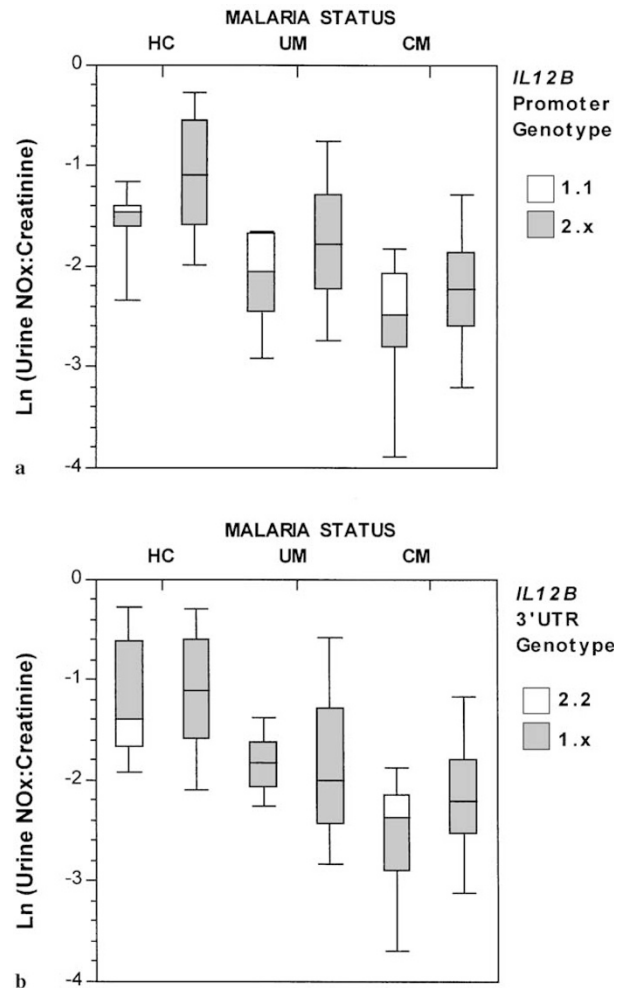 MALARIA STATUS
HC UM CM
0
-1
-2
-3
-4
Ln (Urine NOx:Creatinine)
IL12B
Promoter
Genotype
1.1
2.x
a
MALARIA STATUS
HC UM CM
0
-1
-2
-3
-4
Ln (Urine NOx:Creatinine)
IL12B
3'UTR
Genotype
2.2
1.x
b